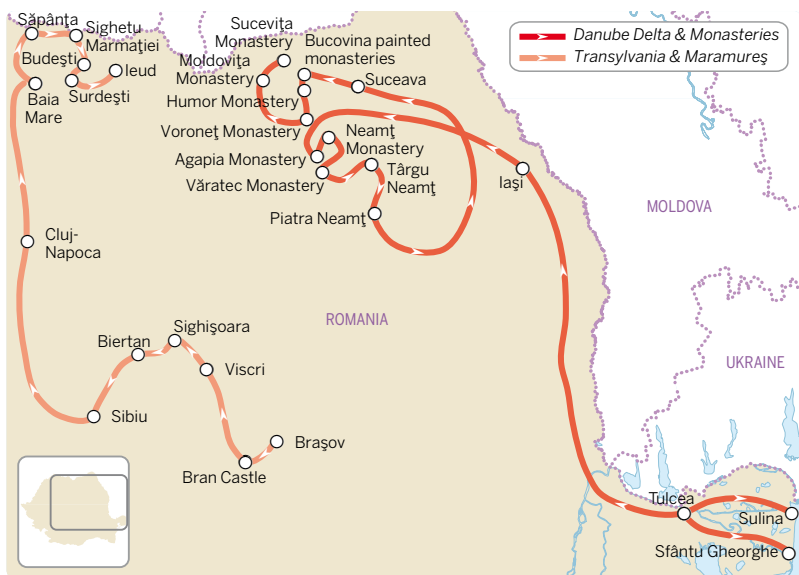 Săpânţa
Sighetu
Marmaţiei
Budeşti
Ieud
Surdeşti
Baia
Mare
Suceviţa
Monastery
Moldoviţa
Monastery
Bucovina painted
monasteries
Humor Monastery
Suceava
Voroneţ Monastery
Neamţ
Monastery
Agapia Monastery
Văratec Monastery
Târgu
Neamţ
Piatra Neamţ
Iaşi
Danube Delta & Monasteries
Transylvania & Maramureş
MOLDOVA
Cluj-
Napoca
ROMANIA
UKRAINE
Sighişoara
Biertan
Viscri
Sibiu
Braşov
Bran Castle
Tulcea
Sulina
Sfântu Gheorghe